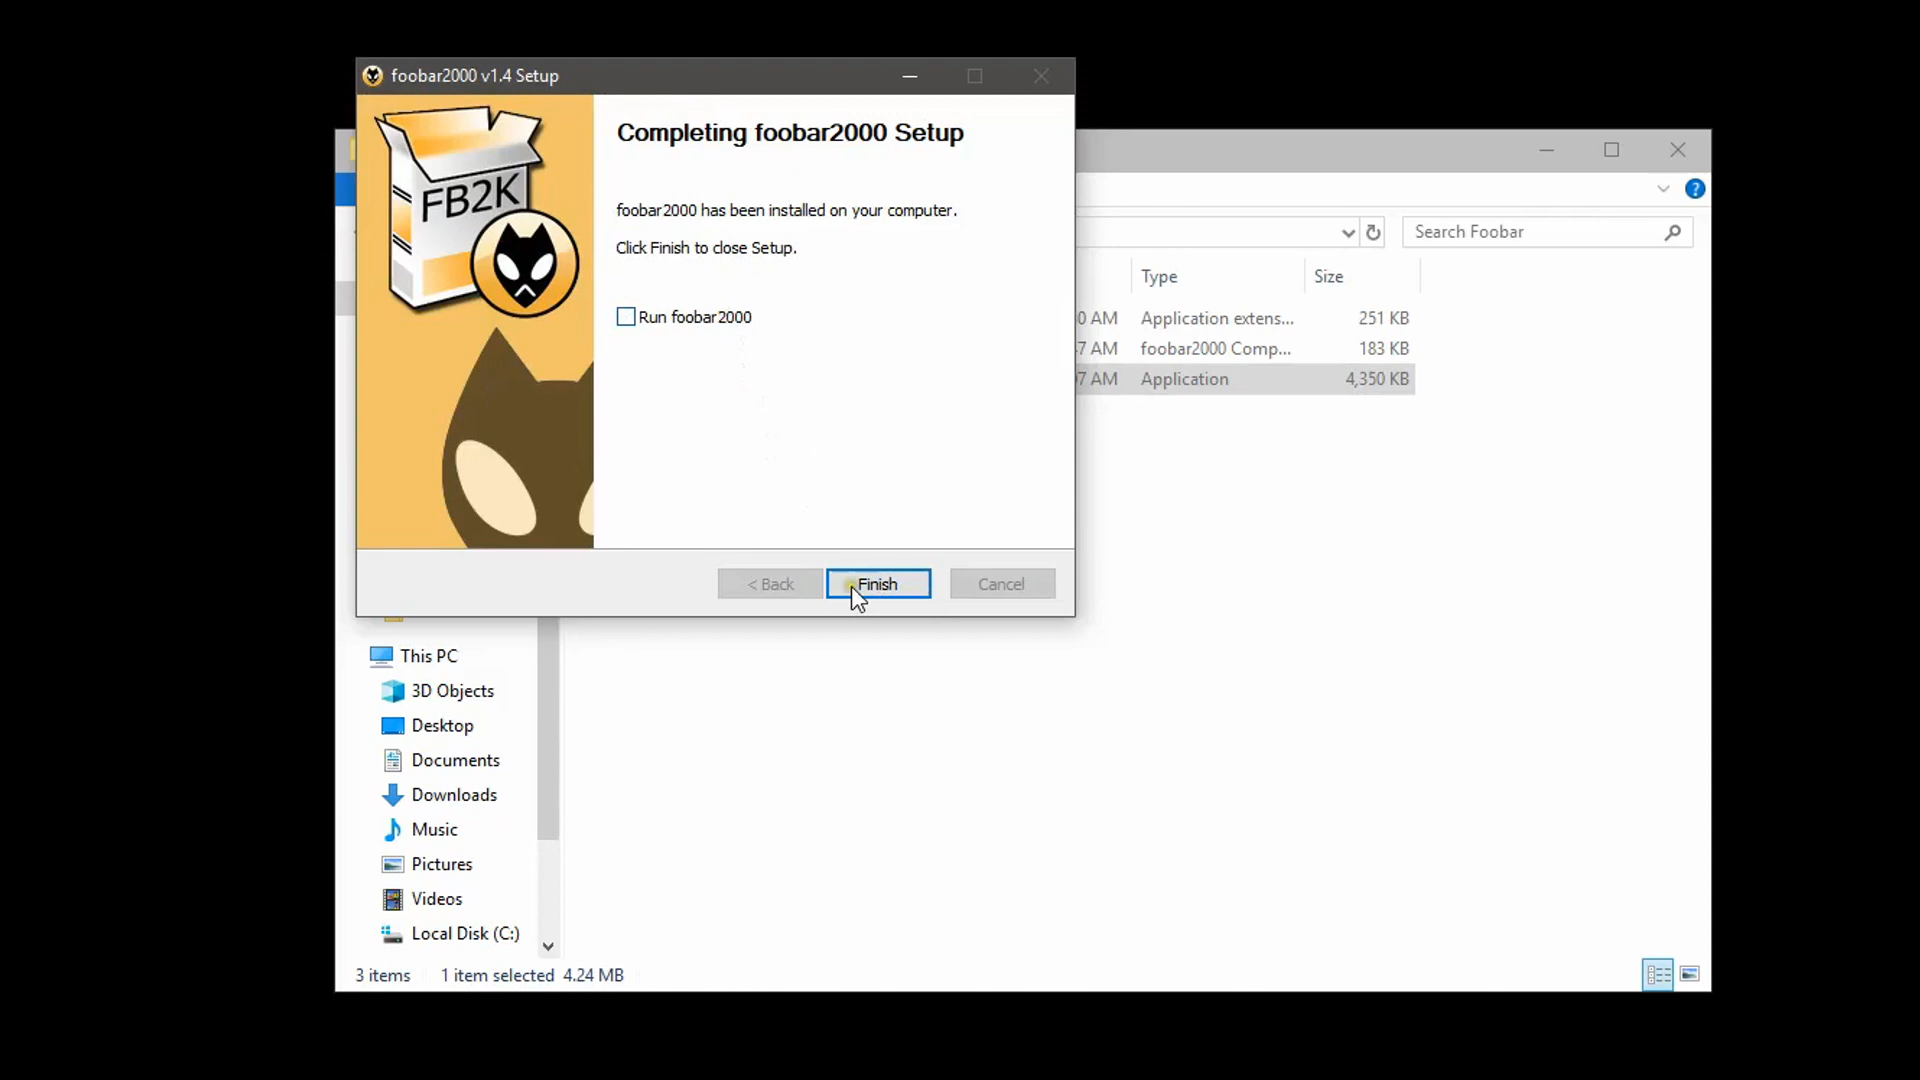 foobar2000 v1.4 Setup
FB2K
Completing foobar2000 Setup
foobar2000 has been installed on your computer.
Click Finish to close Setup.
Run foobar2000
< Back
Finish
Cancel
?
Search Foobar
Type
Size
0 AM
Application extens...
251 KB
7 AM
foobar2000 Comp...
183 KB
7 AM
Application
4,350 KB
This PC
3D Objects
Desktop
Documents
Downloads
Music
Pictures
Videos
Local Disk (C:)
3 items
1 item selected
4.24 MB